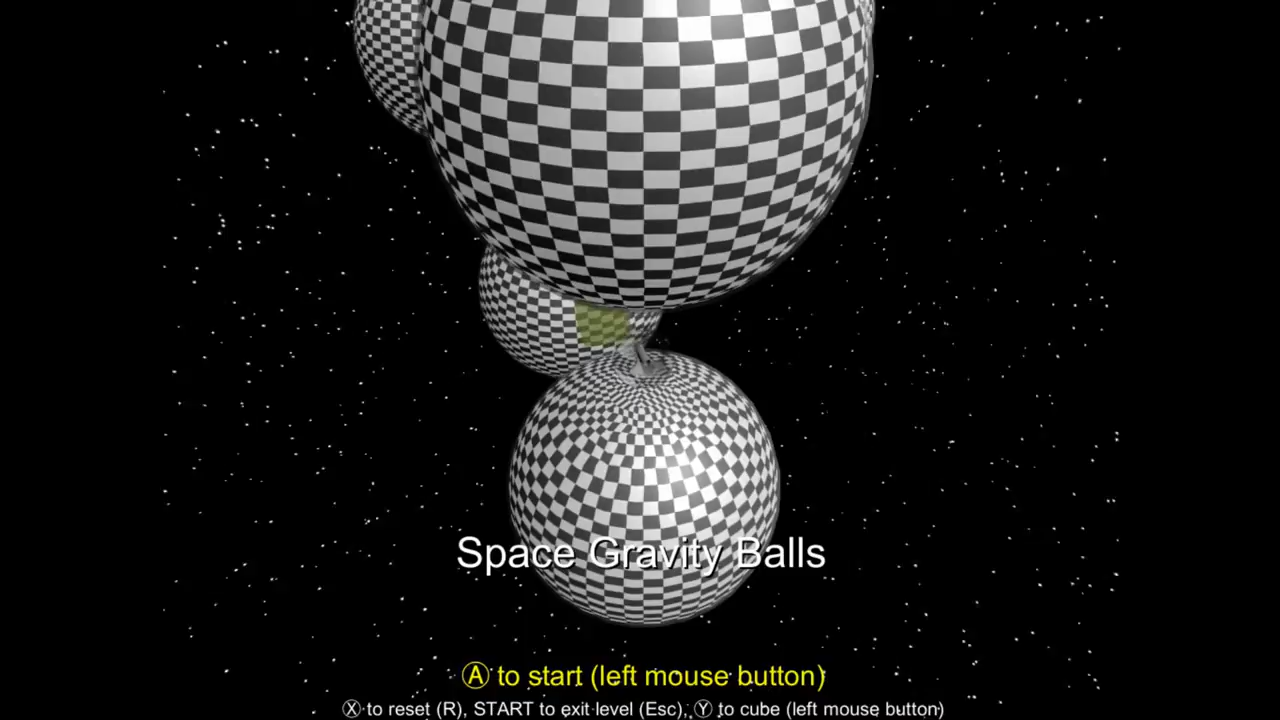 Space Gravity Balls
Ⓐ to start (left mouse button)
Ⓧ to reset (R), START to exit level (Esc), Ⓨ to cube (left mouse button)